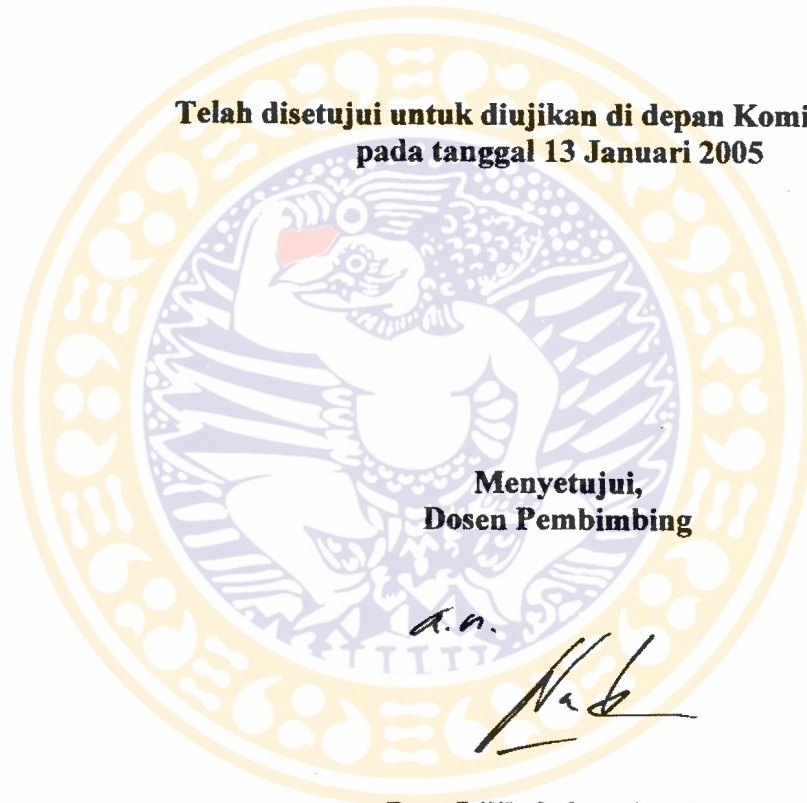 Telah disetujui untuk diujikan di depan Komi
pada tanggal 13 Januari 2005
Menyetujui,
Dosen Pembimbing
a.n.